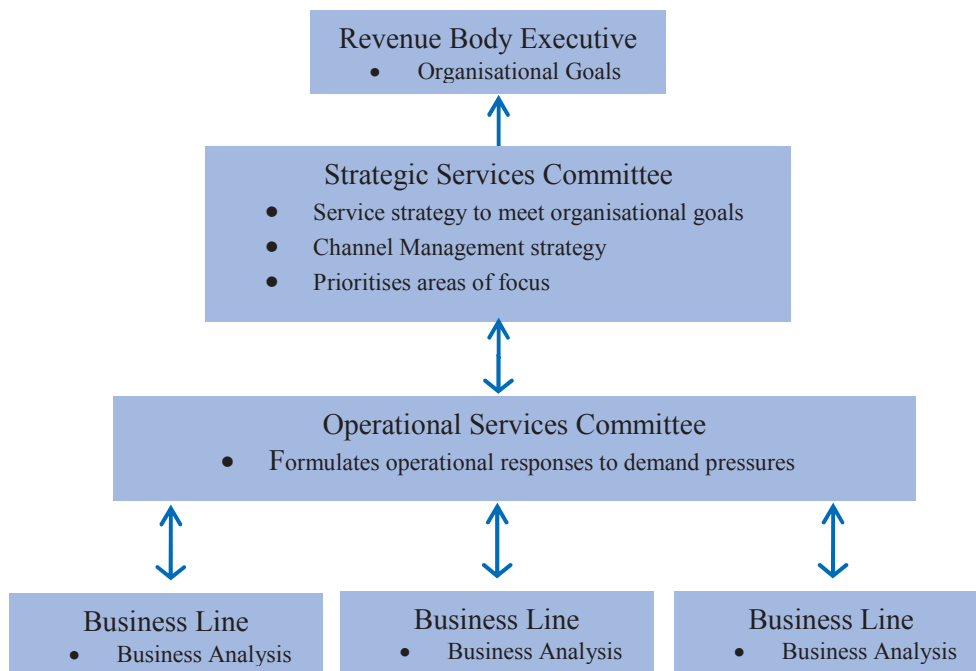 Revenue Body Executive
• Organisational Goals
Strategic Services Committee
• Service strategy to meet organisational goals
• Channel Management strategy
• Prioritises areas of focus
Operational Services Committee
• Formulates operational responses to demand pressures
Business Line
• Business Analysis
Business Line
• Business Analysis
Business Line
• Business Analysis